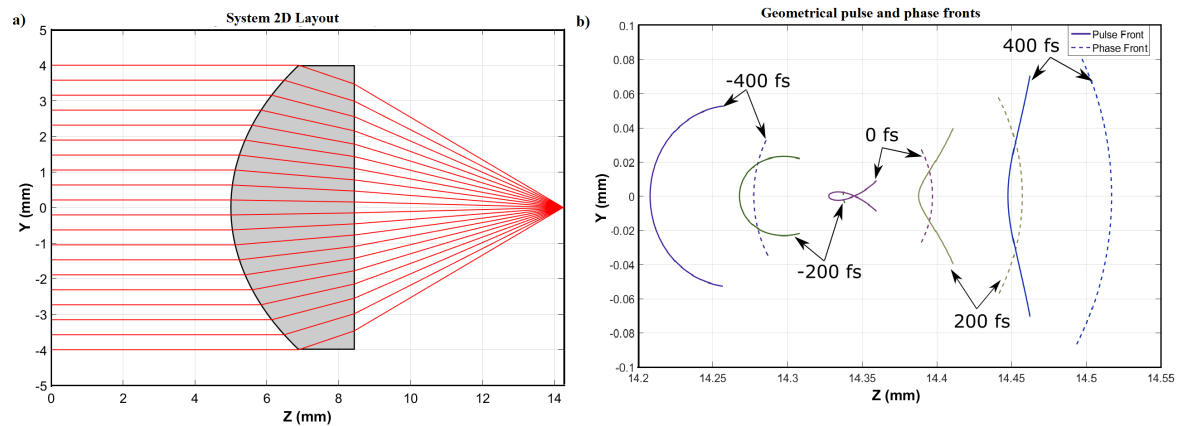 a)
System 2D Layout
5
4
3
2
1
0
-1
-2
-3
-4
-5
Y (mm)
0
2
4
6
8
10
12
14
Z (mm)
b)
Geometrical pulse and phase fronts
0.1
0.08
0.06
0.04
0.02
0
-0.02
-0.04
-0.06
-0.08
-0.1
Y (mm)
14.2
14.25
14.3
14.35
14.4
14.45
14.5
14.55
Z (mm)
Pulse Front
Phase Front
400 fs
-400 fs
0 fs
-200 fs
200 fs